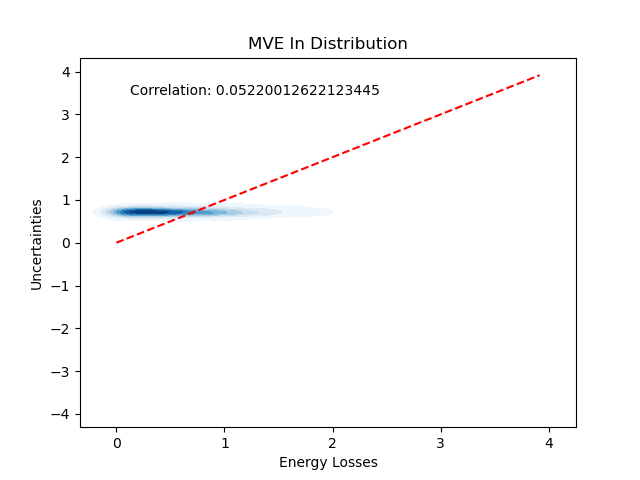 MVE In Distribution
Correlation: 0.05220012622123445
4
3
2
1
0
−1
−2
−3
−4
Uncertainties
0 1 2 3 4
Energy Losses